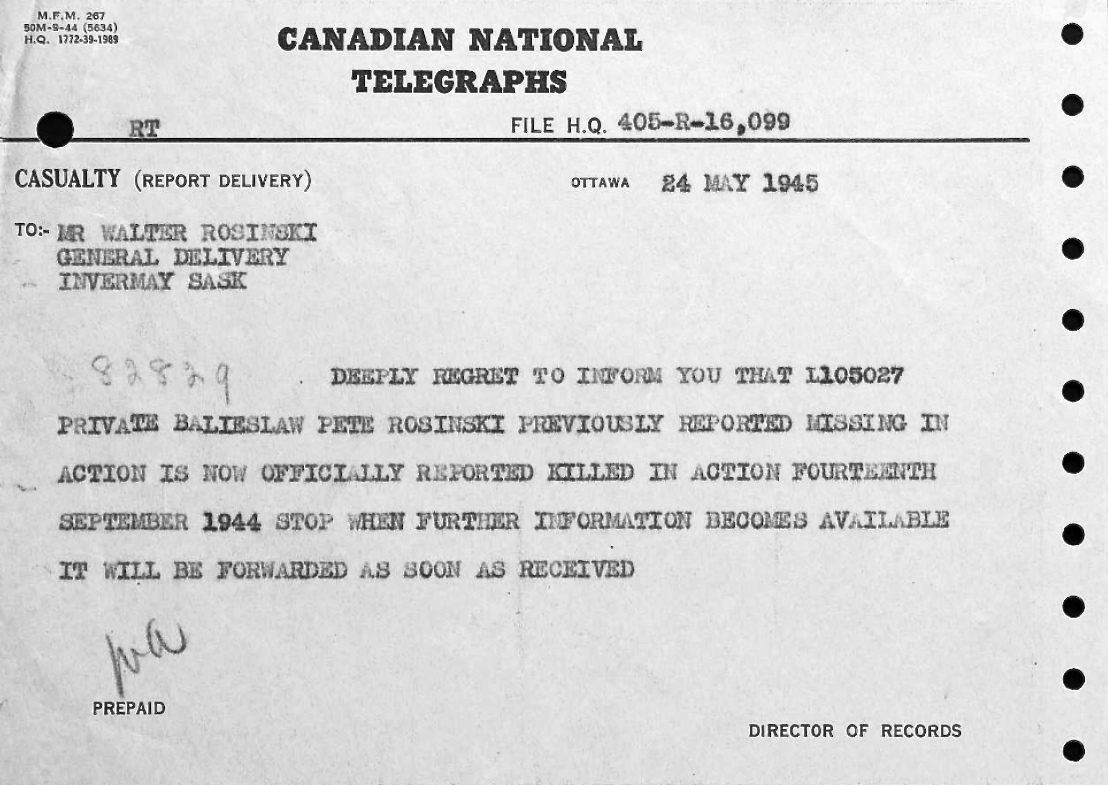 M.F.M. 267
50M-9-44 (5634)
H.Q. 1772-39-1989
CANADIAN NATIONAL
TELEGRAPHS
RT
FILE H.Q. 405-R-16,099
CASUALTY (REPORT DELIVERY)
OTTAWA 24 MAY 1945
TO:- MR WALTER ROSINSKI
GENERAL DELIVERY
INVERMAY SASK
82829
DEEPLY REGRET TO INFORM YOU THAT L105027
PRIVATE BALIESLAW PETE ROSINSKI PREVIOUSLY REPORTED MISSING IN
ACTION IS NOW OFFICIALLY REPORTED KILLED IN ACTION FOURTEENTH
SEPTEMBER 1944 STOP WHEN FURTHER INFORMATION BECOMES AVAILABLE
IT WILL BE FORWARDED AS SOON AS RECEIVED
PREPAID
DIRECTOR OF RECORDS